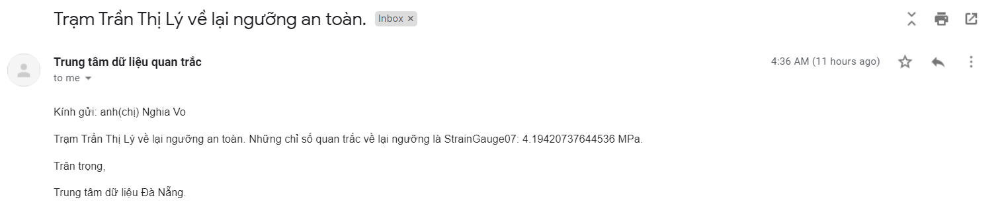 Trạm Trần Thị Lý về lại ngưỡng an toàn. Inbox ×
Trung tâm dữ liệu quan trắc 4:36 AM (11 hours ago)
to me
Kính gửi: anh(chị) Nghia Vo
Trạm Trần Thị Lý về lại ngưỡng an toàn. Những chỉ số quan trắc về lại ngưỡng là StrainGauge07: 4.19420737644536 MPa.
Trân trọng,
Trung tâm dữ liệu Đà Nẵng.